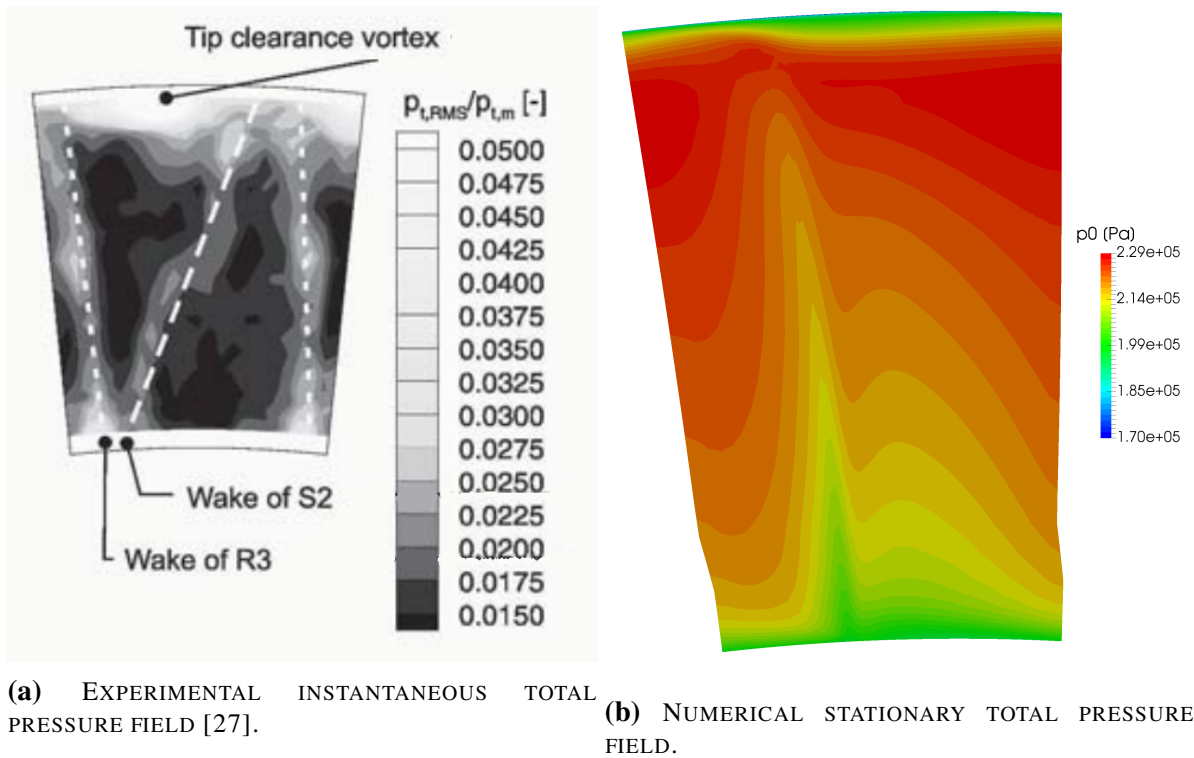 Tip clearance vortex
pt,RMS/pt,m [-]
0.0500
0.0475
0.0450
0.0425
0.0400
0.0375
0.0350
0.0325
0.0300
0.0275
0.0250
0.0225
0.0200
0.0175
0.0150
Wake of S2
Wake of R3
(a) EXPERIMENTAL INSTANTANEOUS TOTAL
PRESSURE FIELD [27].
p0 (Pa)
2.29e+05
2.14e+05
1.99e+05
1.85e+05
1.70e+05
(b) NUMERICAL STATIONARY TOTAL PRESSURE
FIELD.